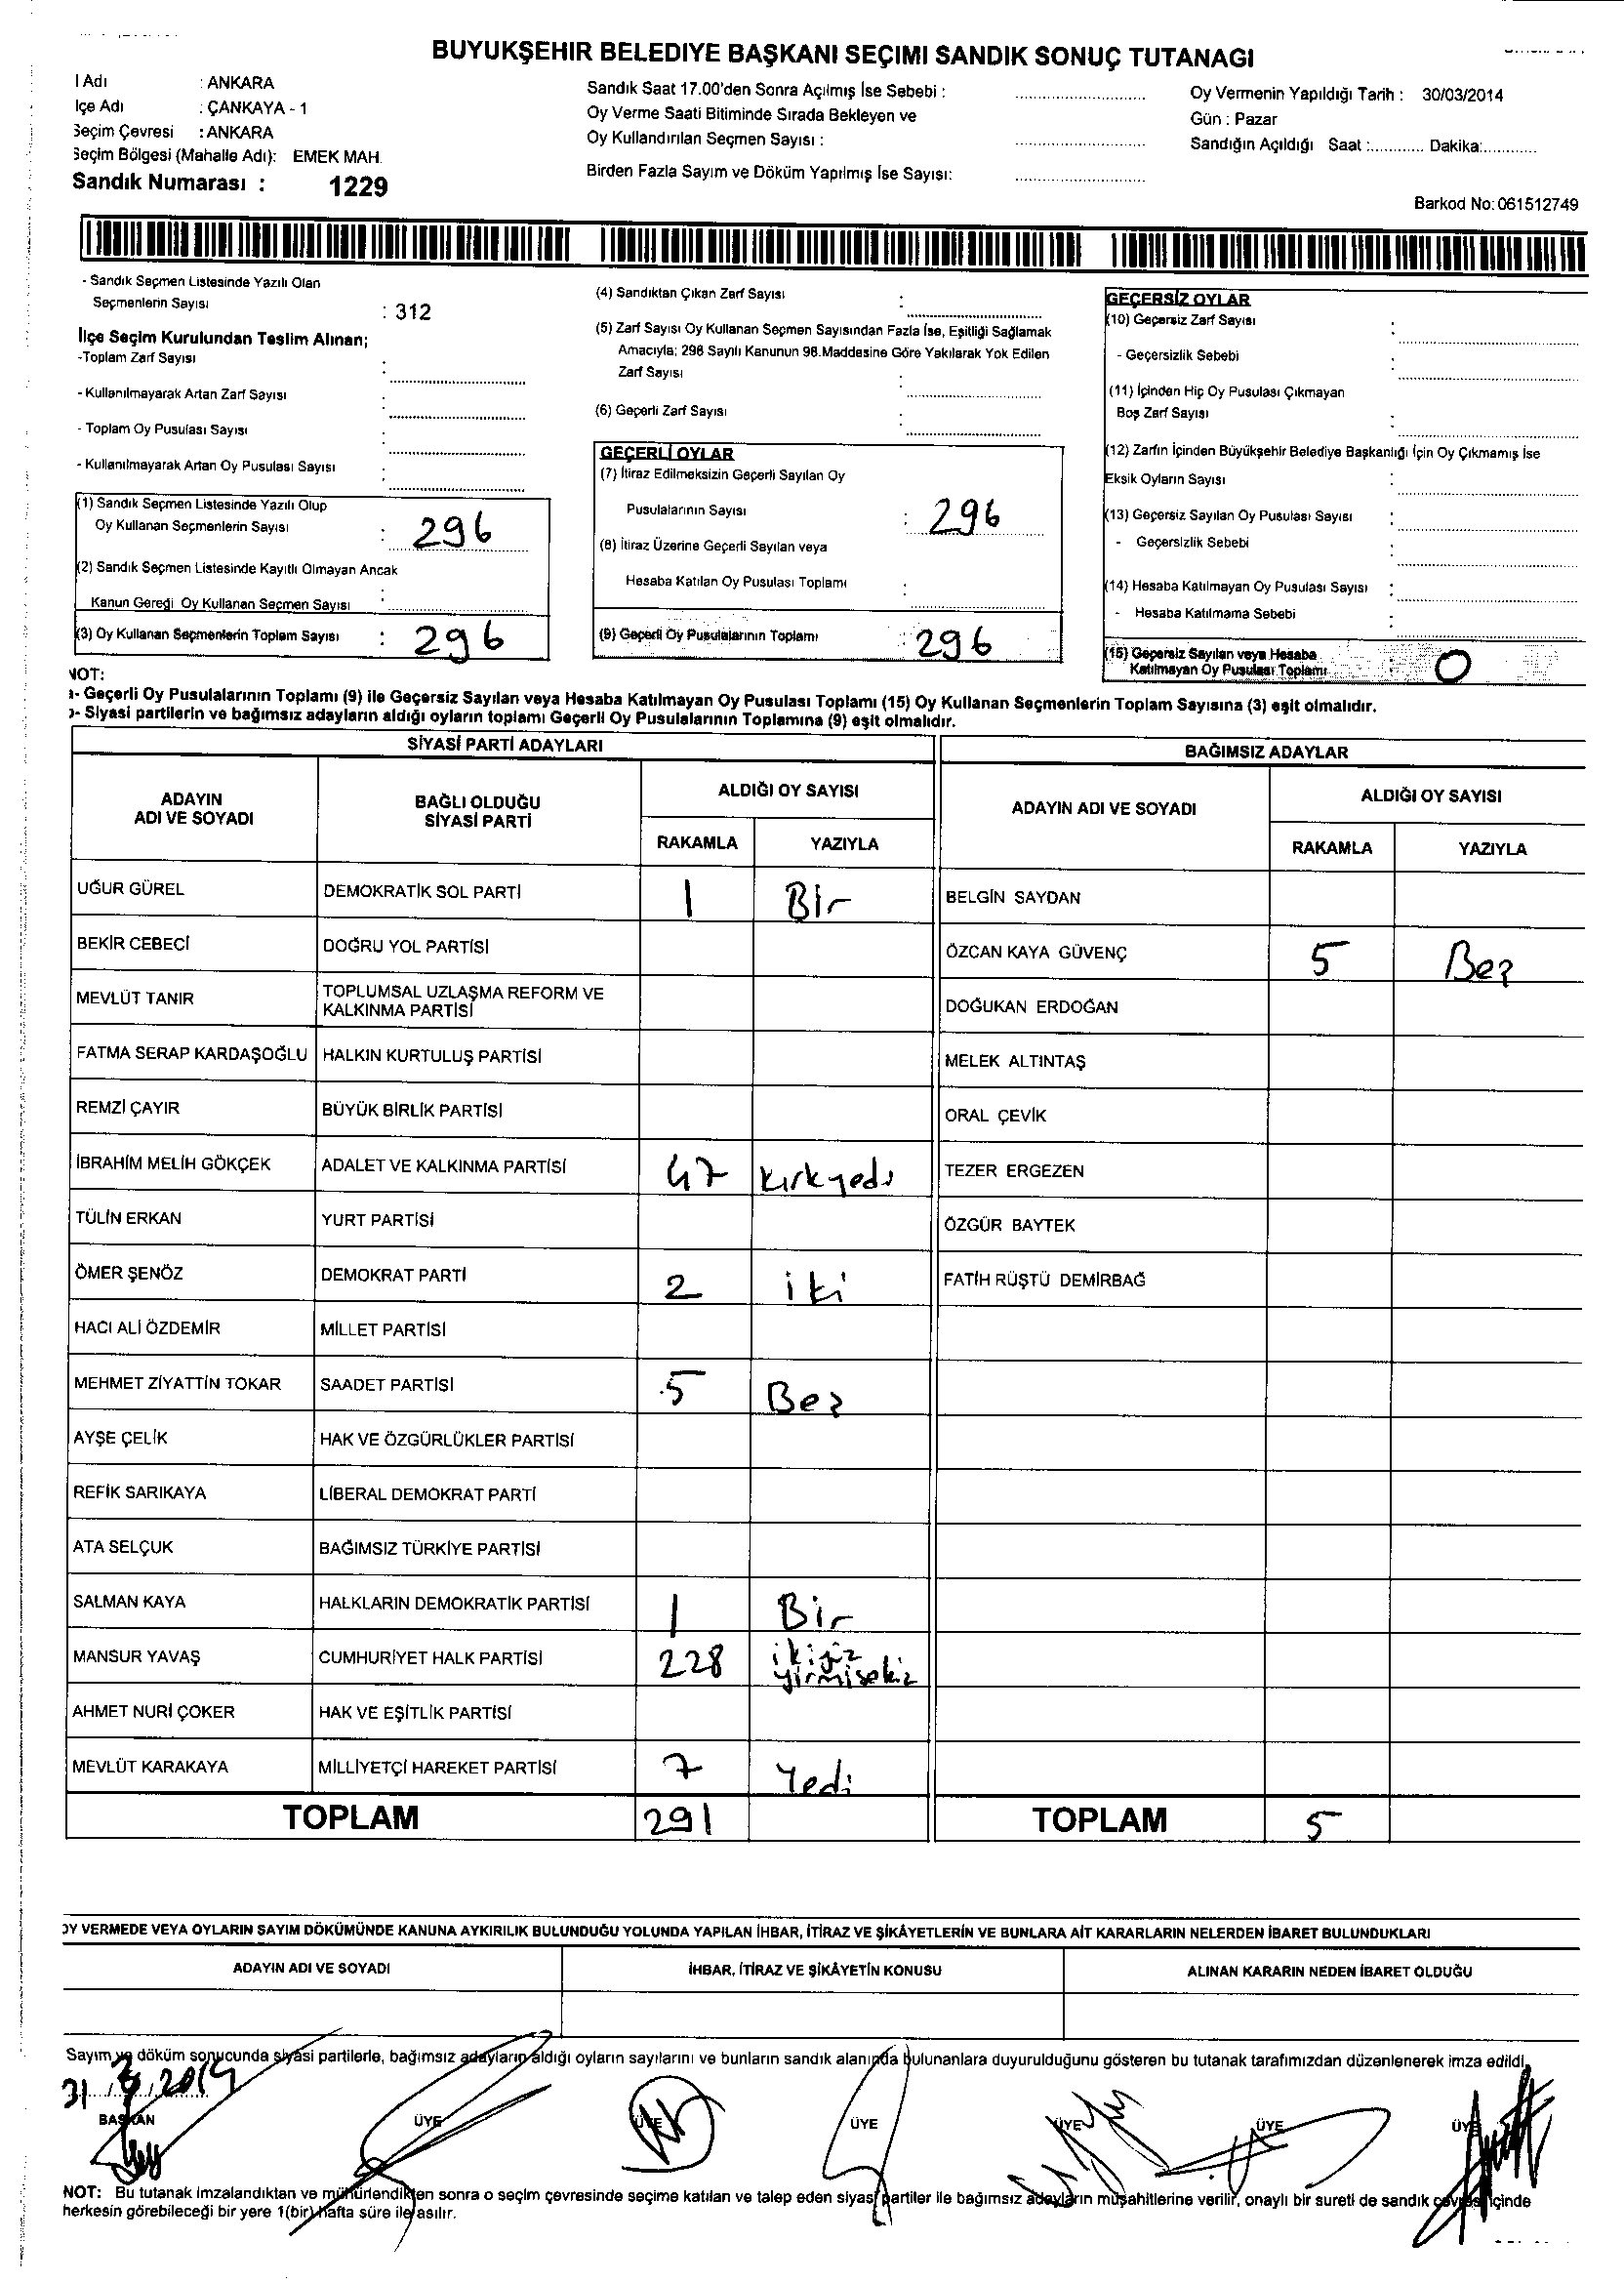 BUYUKŞEHIR BELEDIYE BAŞKANI SEÇIMI SANDIK SONUÇ TUTANAGI
l Adı : ANKARA
lçe Adı : ÇANKAYA - 1
Seçim Çevresi : ANKARA
Seçim Bölgesi (Mahalle Adı): EMEK MAH.
Sandık Numarası : 1229
Sandık Saat 17.00'den Sonra Açılmış İse Sebebi :
Oy Verme Saati Bitiminde Sırada Bekleyen ve
Oy Kullandırılan Seçmen Sayısı :
Birden Fazla Sayım ve Döküm Yapılmış İse Sayısı:
Oy Vermenin Yapıldığı Tarih : 30/03/2014
Gün : Pazar
Sandığın Açıldığı Saat :............ Dakika:............
Barkod No: 061512749
- Sandık Seçmen Listesinde Yazılı Olan
Seçmenlerin Sayısı : 312
İlçe Seçim Kurulundan Teslim Alınan;
-Toplam Zarf Sayısı :
- Kullanılmayarak Artan Zarf Sayısı :
- Toplam Oy Pusulası Sayısı :
- Kullanılmayarak Artan Oy Pusulası Sayısı :
(1) Sandık Seçmen Listesinde Yazılı Olup
Oy Kullanan Seçmenlerin Sayısı : 296
(2) Sandık Seçmen Listesinde Kayıtlı Olmayan Ancak
Kanun Gereği Oy Kullanan Seçmen Sayısı :
(3) Oy Kullanan Seçmenlerin Toplam Sayısı : 296
(4) Sandıktan Çıkan Zarf Sayısı :
(5) Zarf Sayısı Oy Kullanan Seçmen Sayısından Fazla İse, Eşitliği Sağlamak
Amacıyla; 298 Sayılı Kanunun 98.Maddesine Göre Yakılarak Yok Edilen
Zarf Sayısı :
(6) Geçerli Zarf Sayısı :
GEÇERLİ OYLAR
(7) İtiraz Edilmeksizin Geçerli Sayılan Oy
Pusulalarının Sayısı : 296
(8) İtiraz Üzerine Geçerli Sayılan veya
Hesaba Katılan Oy Pusulası Toplamı :
(9) Geçerli Oy Pusulalarının Toplamı : 296
GEÇERSİZ OYLAR
(10) Geçersiz Zarf Sayısı :
- Geçersizlik Sebebi :
(11) İçinden Hiç Oy Pusulası Çıkmayan
Boş Zarf Sayısı :
(12) Zarfın İçinden Büyükşehir Belediye Başkanlığı İçin Oy Çıkmamış İse
Eksik Oyların Sayısı :
(13) Geçersiz Sayılan Oy Pusulası Sayısı :
- Geçersizlik Sebebi :
(14) Hesaba Katılmayan Oy Pusulası Sayısı :
- Hesaba Katılmama Sebebi :
(15) Geçersiz Sayılan veya Hesaba
Katılmayan Oy Pusulası Toplamı : 0
NOT:
a- Geçerli Oy Pusulalarının Toplamı (9) ile Geçersiz Sayılan veya Hesaba Katılmayan Oy Pusulası Toplamı (15) Oy Kullanan Seçmenlerin Toplam Sayısına (3) eşit olmalıdır.
b- Siyasi partilerin ve bağımsız adayların aldığı oyların toplamı Geçerli Oy Pusulalarının Toplamına (9) eşit olmalıdır.
SİYASİ PARTİ ADAYLARI
BAĞIMSIZ ADAYLAR
ADAYIN ADI VE SOYADI
BAĞLI OLDUĞU SİYASİ PARTİ
ALDIĞI OY SAYISI
RAKAMLA YAZIYLA
ADAYIN ADI VE SOYADI
ALDIĞI OY SAYISI
RAKAMLA YAZIYLA
UĞUR GÜREL DEMOKRATİK SOL PARTİ 1 Bir BELGİN SAYDAN
BEKİR CEBECİ DOĞRU YOL PARTİSİ ÖZCAN KAYA GÜVENÇ 5 Beş
MEVLÜT TANIR TOPLUMSAL UZLAŞMA REFORM VE KALKINMA PARTİSİ DOĞUKAN ERDOĞAN
FATMA SERAP KARDAŞOĞLU HALKIN KURTULUŞ PARTİSİ MELEK ALTINTAŞ
REMZİ ÇAYIR BÜYÜK BİRLİK PARTİSİ ORAL ÇEVİK
İBRAHİM MELİH GÖKÇEK ADALET VE KALKINMA PARTİSİ 47 Kırkyedi TEZER ERGEZEN
TÜLİN ERKAN YURT PARTİSİ ÖZGÜR BAYTEK
ÖMER ŞENÖZ DEMOKRAT PARTİ 2 iki FATİH RÜŞTÜ DEMİRBAĞ
HACI ALİ ÖZDEMİR MİLLET PARTİSİ
MEHMET ZİYATTİN TOKAR SAADET PARTİSİ 5 Beş
AYŞE ÇELİK HAK VE ÖZGÜRLÜKLER PARTİSİ
REFİK SARIKAYA LİBERAL DEMOKRAT PARTİ
ATA SELÇUK BAĞIMSIZ TÜRKİYE PARTİSİ
SALMAN KAYA HALKLARIN DEMOKRATİK PARTİSİ 1 Bir
MANSUR YAVAŞ CUMHURİYET HALK PARTİSİ 228 ikiyüz yirmisekiz
AHMET NURİ ÇOKER HAK VE EŞİTLİK PARTİSİ
MEVLÜT KARAKAYA MİLLİYETÇİ HAREKET PARTİSİ 7 Yedi
TOPLAM 291 TOPLAM 5
OY VERMEDE VEYA OYLARIN SAYIM DÖKÜMÜNDE KANUNA AYKIRILIK BULUNDUĞU YOLUNDA YAPILAN İHBAR, İTİRAZ VE ŞİKÂYETLERİN VE BUNLARA AİT KARARLARIN NELERDEN İBARET BULUNDUKLARI
ADAYIN ADI VE SOYADI İHBAR, İTİRAZ VE ŞİKÂYETİN KONUSU ALINAN KARARIN NEDEN İBARET OLDUĞU
Sayım ve döküm sonucunda siyasi partilerle, bağımsız adayların aldığı oyların sayılarını ve bunların sandık alanında bulunanlara duyurulduğunu gösteren bu tutanak tarafımızdan düzenlenerek imza edildi.
31/3/2014
BAŞKAN ÜYE ÜYE ÜYE ÜYE ÜYE ÜYE
NOT: Bu tutanak imzalandıktan ve mühürlendikten sonra o seçim çevresinde seçime katılan ve talep eden siyasi partiler ile bağımsız adayların müşahitlerine verilir, onaylı bir sureti de sandık çevresi içinde
herkesin görebileceği bir yere 1(bir) hafta süre ile asılır.